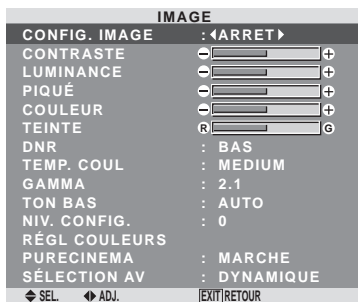 IMAGE
CONFIG. IMAGE : ARRET
CONTRASTE
LUMINANCE
PIQUÉ
COULEUR
TEINTE R G
DNR : BAS
TEMP. COUL : MEDIUM
GAMMA : 2.1
TON BAS : AUTO
NIV. CONFIG. : 0
RÉGL COULEURS
PURECINEMA : MARCHE
SÉLECTION AV : DYNAMIQUE
SEL. ADJ. EXIT RETOUR